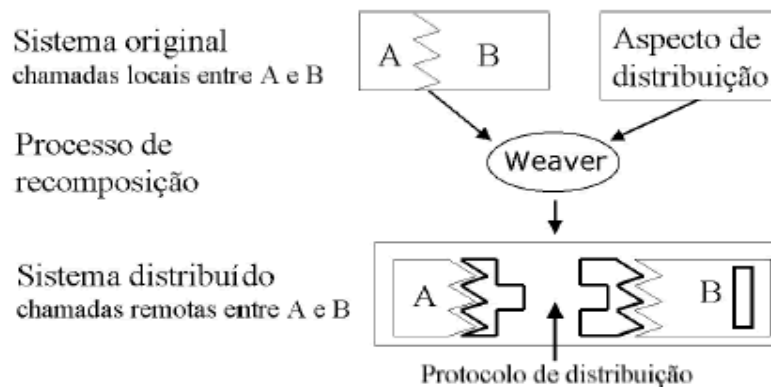 Sistema original
chamadas locais entre A e B
A
B
Aspecto de
distribuição
Processo de
recomposição
Weaver
Sistema distribuído
chamadas remotas entre A e B
A
B
Protocolo de distribuição